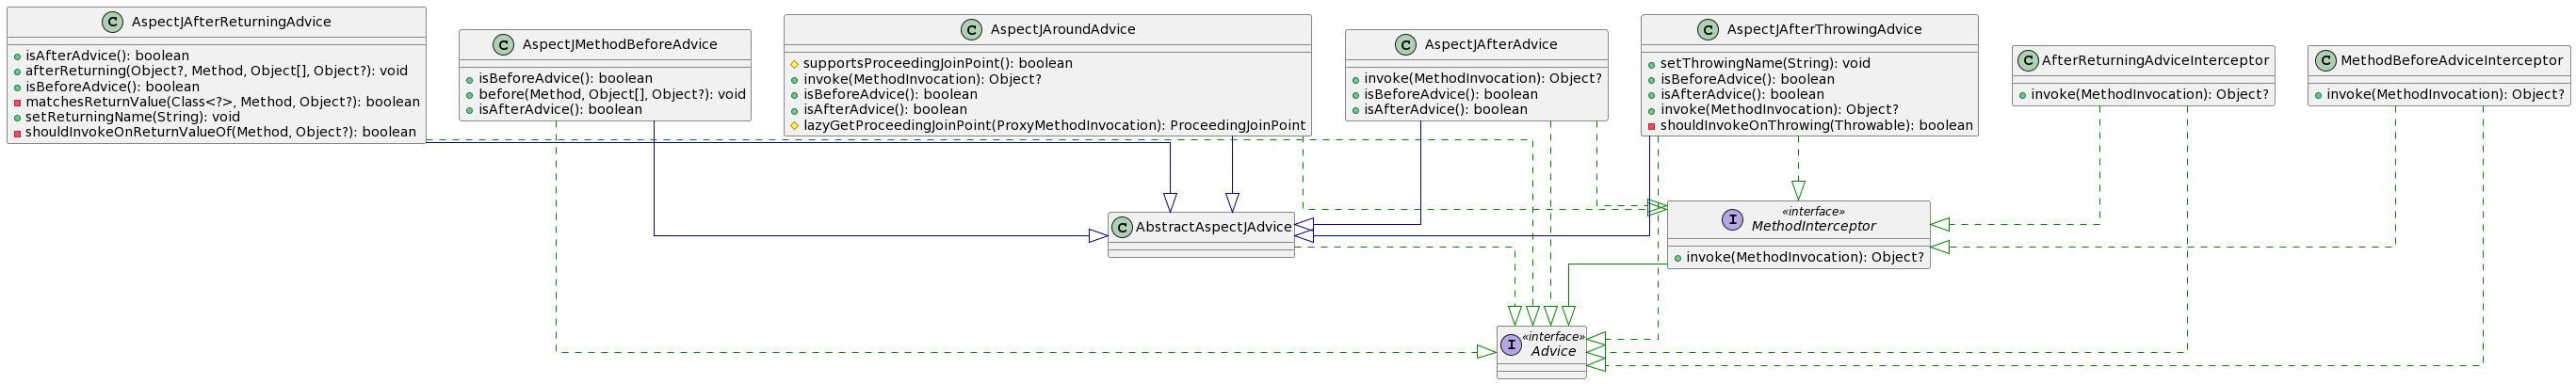 C AspectJAfterReturningAdvice
isAfterAdvice(): boolean
afterReturning(Object?, Method, Object[], Object?): void
isBeforeAdvice(): boolean
matchesReturnValue(Class<?>, Method, Object?): boolean
setReturningName(String): void
shouldInvokeOnReturnValueOf(Method, Object?): boolean
C AspectJMethodBeforeAdvice
isBeforeAdvice(): boolean
before(Method, Object[], Object?): void
isAfterAdvice(): boolean
C AspectJAroundAdvice
supportsProceedingJoinPoint(): boolean
invoke(MethodInvocation): Object?
isBeforeAdvice(): boolean
isAfterAdvice(): boolean
lazyGetProceedingJoinPoint(ProxyMethodInvocation): ProceedingJoinPoint
C AspectJAfterAdvice
invoke(MethodInvocation): Object?
isBeforeAdvice(): boolean
isAfterAdvice(): boolean
C AspectJAfterThrowingAdvice
setThrowingName(String): void
isBeforeAdvice(): boolean
isAfterAdvice(): boolean
invoke(MethodInvocation): Object?
shouldInvokeOnThrowing(Throwable): boolean
C AfterReturningAdviceInterceptor
invoke(MethodInvocation): Object?
C MethodBeforeAdviceInterceptor
invoke(MethodInvocation): Object?
C AbstractAspectJAdvice
«interface»
I MethodInterceptor
invoke(MethodInvocation): Object?
«interface»
I Advice